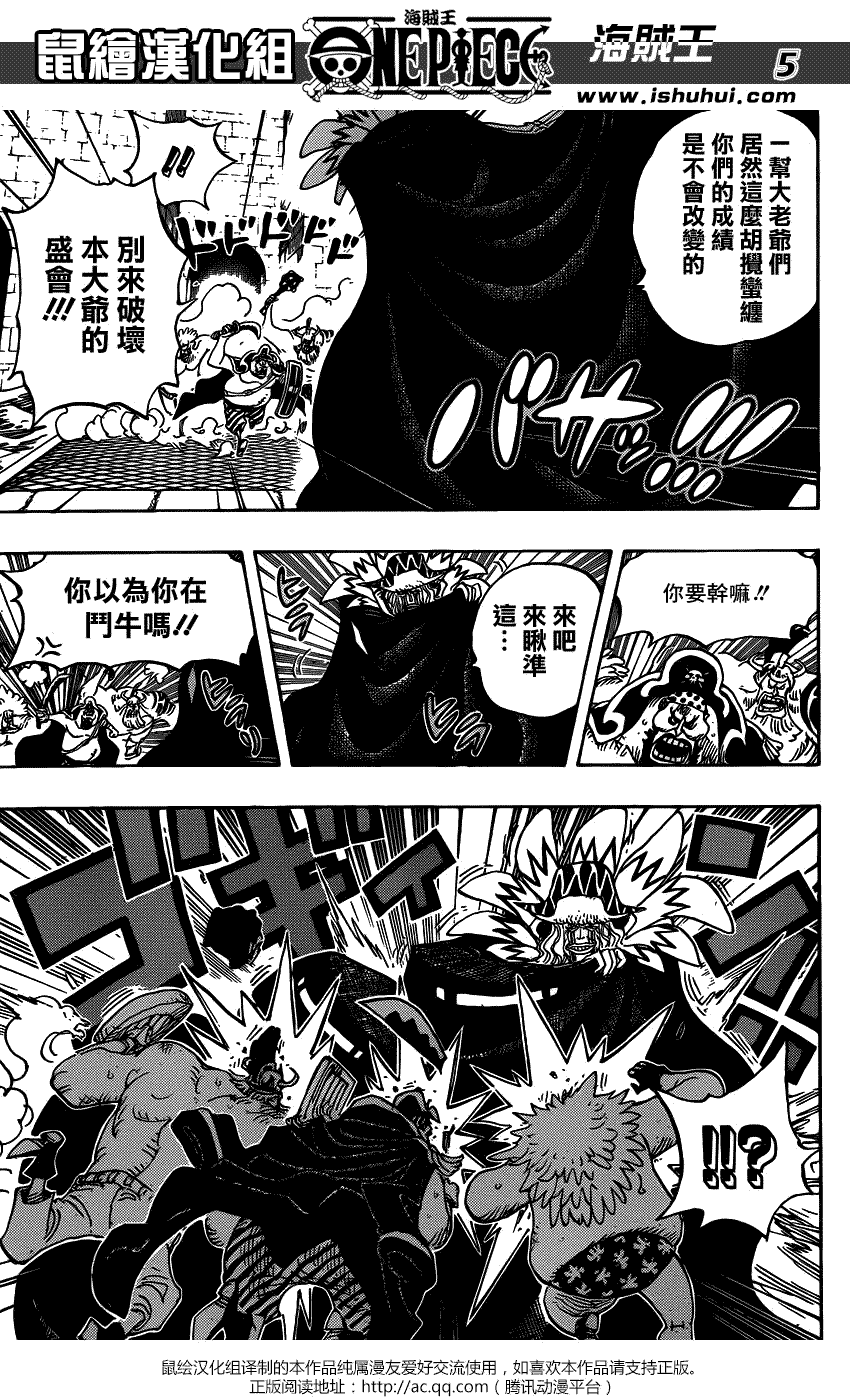 鼠繪漢化組
海賊王
ONE PIECE
海賊王
5
www.ishuhui.com
一幫大老爺們
居然這麼胡攪蠻纏
你們的成績
是不會改變的
!!
ドドドドド
別來破壞
本大爺的
盛會!!!
バサッ!!!
你要幹嘛!!
來吧
來瞅準
這…
你以為你在
鬥牛嗎!!
ゴギィン
!!?
鼠绘汉化组译制的本作品纯属漫友爱好交流使用，如喜欢本作品请支持正版。
正版阅读地址：http://ac.qq.com（腾讯动漫平台）